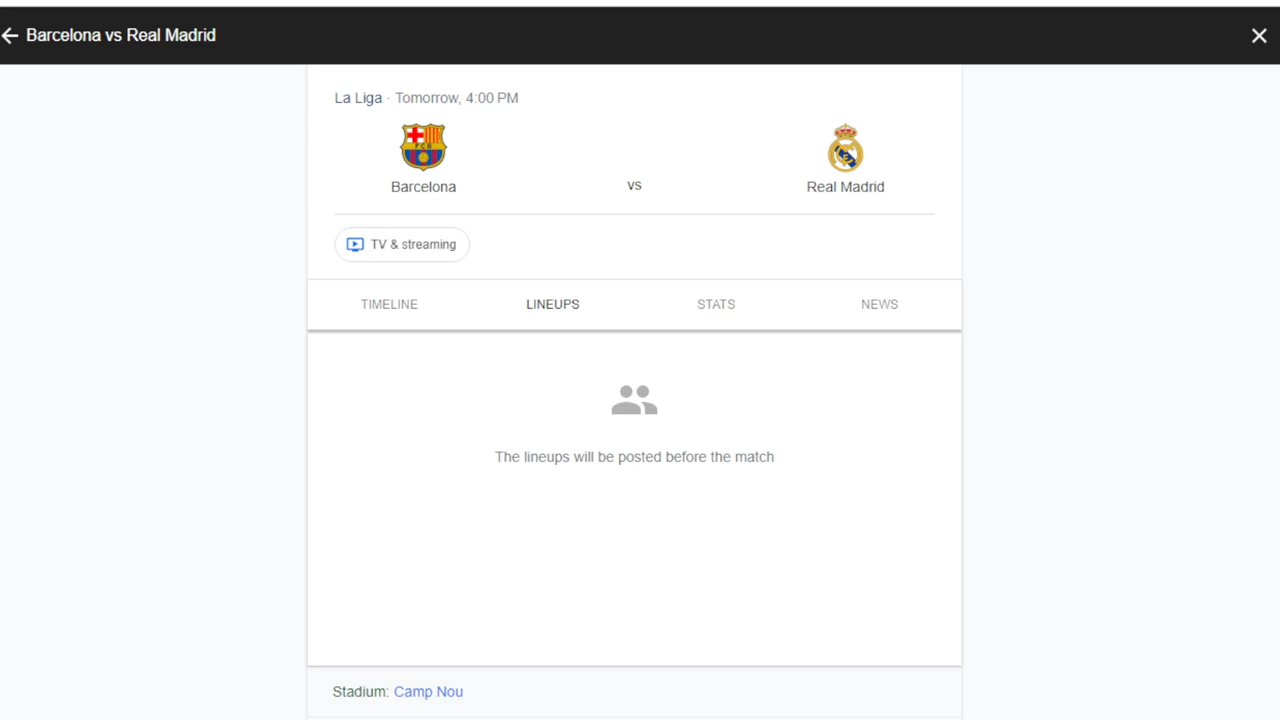 Barcelona vs Real Madrid
La Liga · Tomorrow, 4:00 PM
FCB
Barcelona
vs
Real Madrid
TV & streaming
TIMELINE
LINEUPS
STATS
NEWS
The lineups will be posted before the match
Stadium: Camp Nou